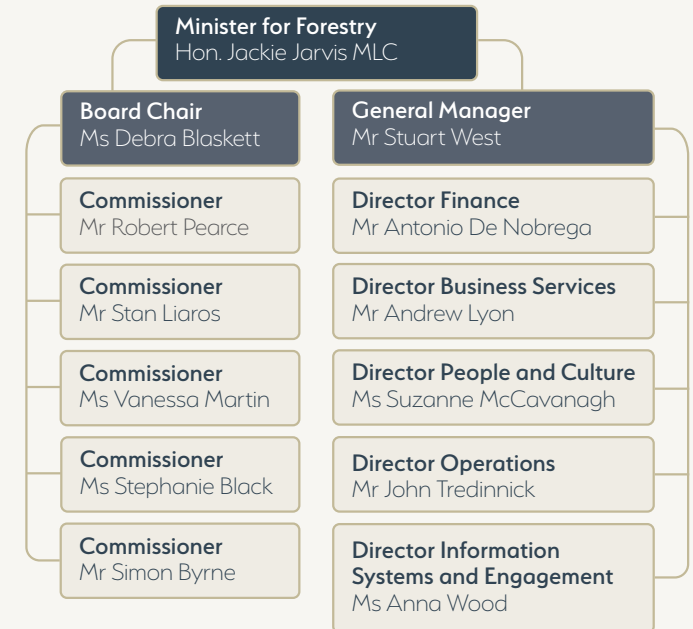 Minister for Forestry
Hon. Jackie Jarvis MLC
Board Chair
Ms Debra Blaskett
Commissioner
Mr Robert Pearce
Commissioner
Mr Stan Liaros
Commissioner
Ms Vanessa Martin
Commissioner
Ms Stephanie Black
Commissioner
Mr Simon Byrne
General Manager
Mr Stuart West
Director Finance
Mr Antonio De Nobrega
Director Business Services
Mr Andrew Lyon
Director People and Culture
Ms Suzanne McCavanagh
Director Operations
Mr John Tredinnick
Director Information
Systems and Engagement
Ms Anna Wood